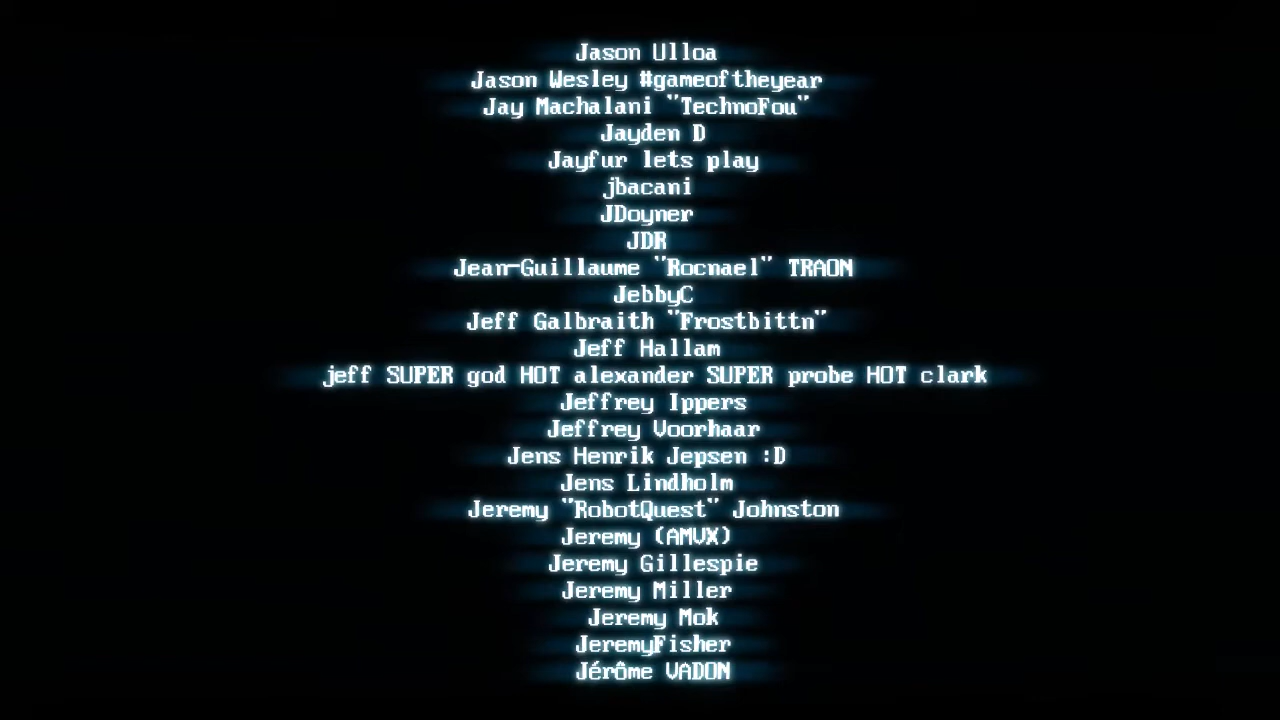 Jason Ulloa
Jason Wesley #gameoftheyear
Jay Machalani "TechnoFou"
Jayden D
Jayfur lets play
jbacani
JDoyner
JDR
Jean-Guillaume "Rocnael" TRAON
JebbyC
Jeff Galbraith "Frostbittn"
Jeff Hallam
jeff SUPER god HOT alexander SUPER probe HOT clark
Jeffrey Ippers
Jeffrey Voorhaar
Jens Henrik Jepsen :D
Jens Lindholm
Jeremy "RobotQuest" Johnston
Jeremy (AMVX)
Jeremy Gillespie
Jeremy Miller
Jeremy Mok
JeremyFisher
Jérôme VADON